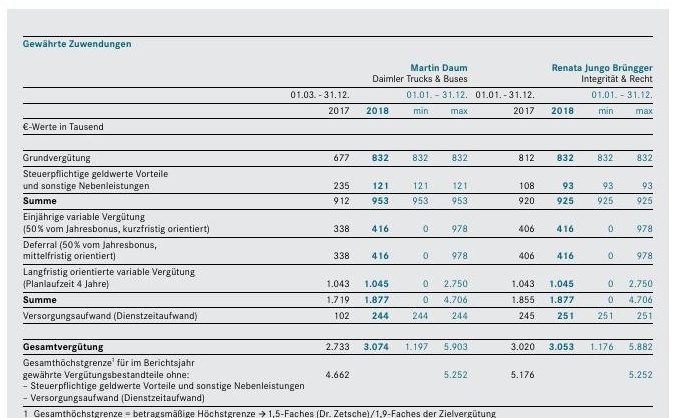 Gewährte Zuwendungen
Martin Daum Renata Jungo Brüngger
Daimler Trucks & Buses Integrität & Recht
01.03. - 31.12. 01.01. – 31.12. 01.01. - 31.12. 01.01. – 31.12.
2017 2018 min max 2017 2018 min max
€-Werte in Tausend
Grundvergütung 677 832 832 832 812 832 832 832
Steuerpflichtige geldwerte Vorteile
und sonstige Nebenleistungen 235 121 121 121 108 93 93 93
Summe 912 953 953 953 920 925 925 925
Einjährige variable Vergütung
(50% vom Jahresbonus, kurzfristig orientiert) 338 416 0 978 406 416 0 978
Deferral (50% vom Jahresbonus,
mittelfristig orientiert) 338 416 0 978 406 416 0 978
Langfristig orientierte variable Vergütung
(Planlaufzeit 4 Jahre) 1.043 1.045 0 2.750 1.043 1.045 0 2.750
Summe 1.719 1.877 0 4.706 1.855 1.877 0 4.706
Versorgungsaufwand (Dienstzeitaufwand) 102 244 244 244 245 251 251 251
Gesamtvergütung 2.733 3.074 1.197 5.903 3.020 3.053 1.176 5.882
Gesamthöchstgrenze1 für im Berichtsjahr
gewährte Vergütungsbestandteile ohne: 4.662 5.252 5.176 5.252
– Steuerpflichtige geldwerte Vorteile und sonstige Nebenleistungen
– Versorgungsaufwand (Dienstzeitaufwand)
1 Gesamthöchstgrenze = betragsmäßige Höchstgrenze → 1,5-Faches (Dr. Zetsche)/1,9-Faches der Zielvergütung